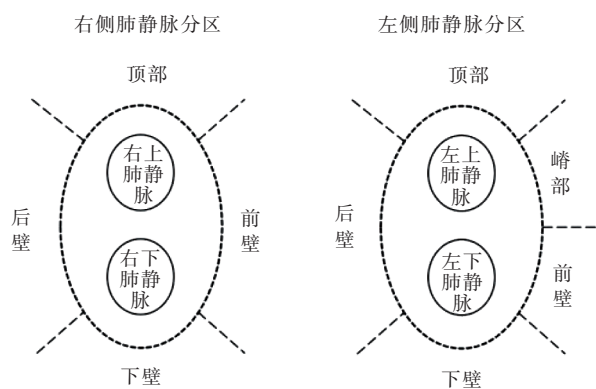 右侧肺静脉分区
左侧肺静脉分区
顶部
顶部
右上
肺静
脉
左上
肺静
脉
嵴
部
后
壁
前
壁
后
壁
右下
肺静
脉
左下
肺静
脉
前
壁
下壁
下壁